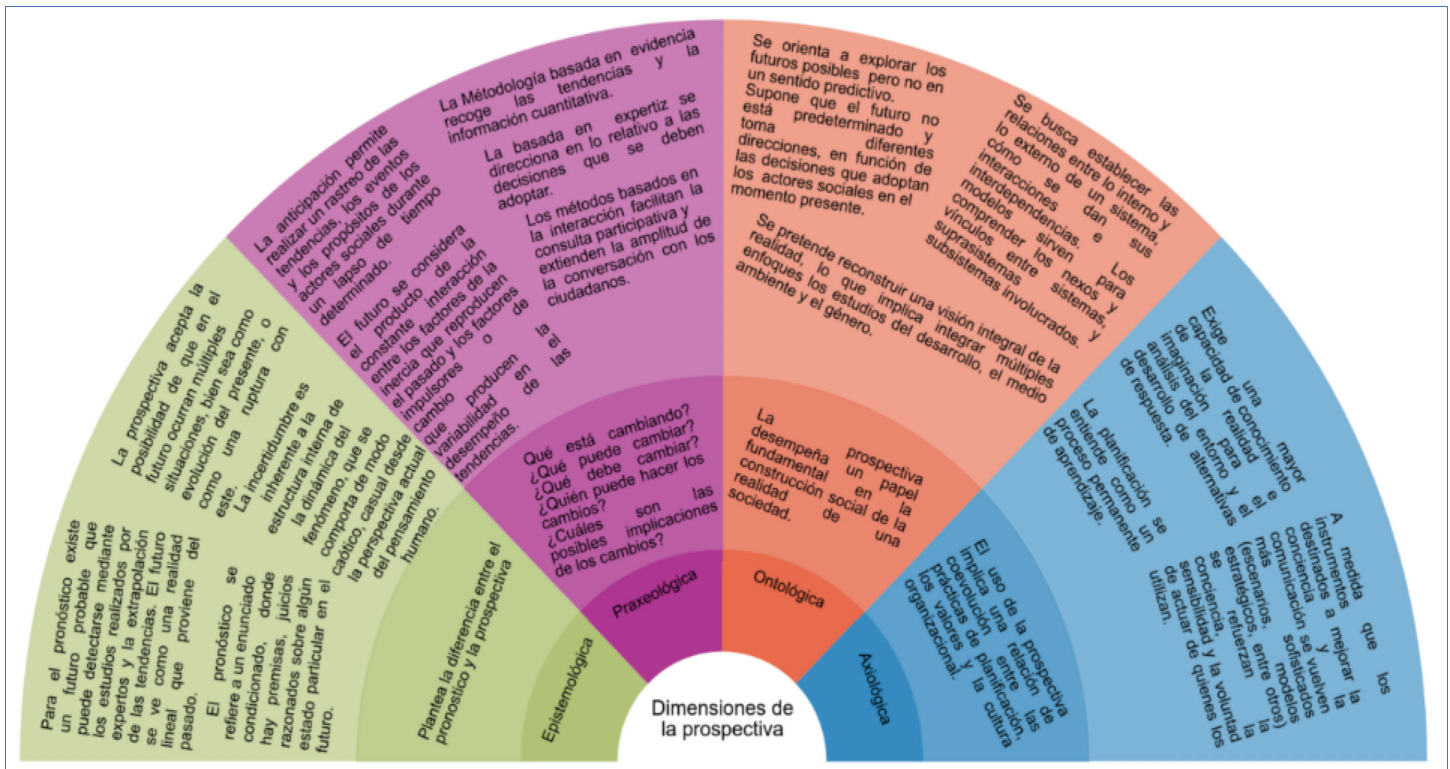 Dimensiones de
la prospectiva
Epistemológica
Plantea la diferencia entre el
pronostico y la prospectiva
Para el pronóstico existe
un futuro probable que
puede detectarse mediante
los estudios realizados por
expertos y la extrapolación
de las tendencias. El futuro
se ve como una realidad
lineal que proviene del
pasado.
El pronóstico se
refiere a un enunciado
condicionado, donde
hay premisas, juicios
razonados sobre algún
estado particular en el
futuro.
La prospectiva acepta la
posibilidad de que en el
futuro ocurran múltiples
situaciones, bien sea como
evolución del presente, o
como una ruptura con
este.
La incertidumbre es
inherente a la
estructura interna de
la dinámica del
fenómeno, que se
comporta de modo
caótico, casual desde
la perspectiva actual
del pensamiento
humano.
Praxeológica
Qué está cambiando?
¿Qué puede cambiar?
¿Qué debe cambiar?
¿Quién puede hacer los
cambios?
¿Cuáles son las
posibles implicaciones
de los cambios?
La anticipación permite
realizar un rastreo de las
tendencias, los eventos
y los propósitos de los
actores sociales durante
un lapso de tiempo
determinado.
El futuro se considera
el producto de la
constante interacción
entre los factores de la
inercia que reproducen
el pasado y los factores
impulsores o de
cambio
que producen la
variabilidad en el
desempeño de las
tendencias.
La Métodología basada en evidencia
recoge las tendencias y la
información cuantitativa.
La basada en expertiz se
direcciona en lo relativo a las
decisiones que se deben
adoptar.
Los métodos basados en
la interacción facilitan la
consulta participativa y
extienden la amplitud de
la conversación con los
ciudadanos.
Ontológica
La prospectiva
desempeña un papel
fundamental en la
construcción social de la
realidad de una
sociedad.
Se orienta a explorar los
futuros posibles pero no en
un sentido predictivo.
Supone que el futuro no
está predeterminado y
toma diferentes
direcciones, en función de
las decisiones que adoptan
los actores sociales en el
momento presente.
Se busca establecer las
relaciones entre lo interno y
lo externo de un sistema,
cómo se dan sus
interacciones e
interdependencias. Los
modelos sirven para
comprender los nexos y
vínculos entre sistemas,
suprasistemas y
subsistemas involucrados.
Se pretende reconstruir una visión integral de la
realidad, lo que implica integrar múltiples
enfoques los estudios del desarrollo, el medio
ambiente y el género.
Axiológica
El uso de la prospectiva
implica una relación de
coevolución entre las
prácticas de planificación,
los valores y la cultura
organizacional.
Exige una mayor
capacidad de conocimiento
de la realidad e
imaginación para el
análisis del entorno y el
desarrollo de alternativas
de respuesta.
La planificación se
entiende como un
proceso permanente
de aprendizaje.
A medida que los
instrumentos
destinados a mejorar la
conciencia y la
comunicación se vuelven
más sofisticados
(escenarios, modelos
estratégicos, entre otros)
se refuerzan la
conciencia, la
sensibilidad y la voluntad
de actuar de quienes los
utilizan.